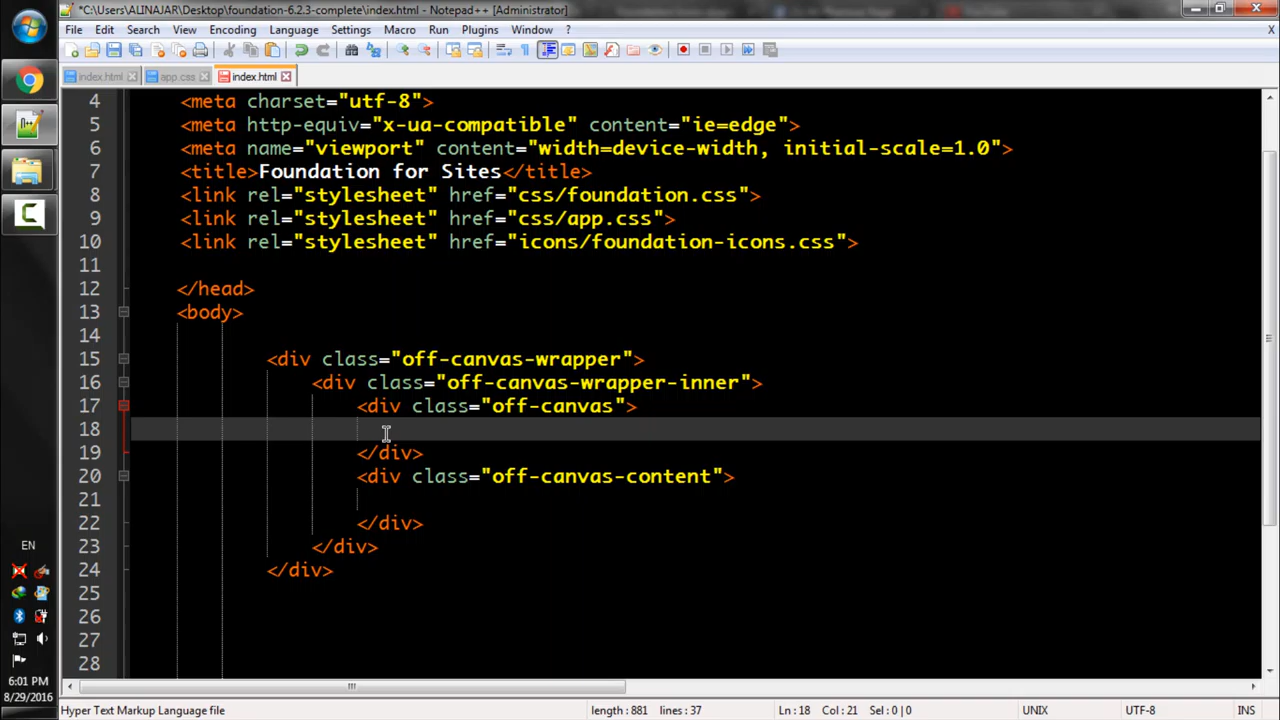 *C:\Users\ALINAJAR\Desktop\foundation-6.2.3-complete\index.html - Notepad++ [Administrator]
File Edit Search View Encoding Language Settings Macro Run Plugins Window ?
index.html app.css index.html
4 <meta charset="utf-8">
5 <meta http-equiv="x-ua-compatible" content="ie=edge">
6 <meta name="viewport" content="width=device-width, initial-scale=1.0">
7 <title>Foundation for Sites</title>
8 <link rel="stylesheet" href="css/foundation.css">
9 <link rel="stylesheet" href="css/app.css">
10 <link rel="stylesheet" href="icons/foundation-icons.css">
11
12 </head>
13 <body>
14
15 <div class="off-canvas-wrapper">
16 <div class="off-canvas-wrapper-inner">
17 <div class="off-canvas">
18
19 </div>
20 <div class="off-canvas-content">
21
22 </div>
23 </div>
24 </div>
25
26
27
28
EN
6:01 PM
8/29/2016
Hyper Text Markup Language file length : 881 lines : 37 Ln : 18 Col : 21 Sel : 0 | 0 UNIX UTF-8 INS